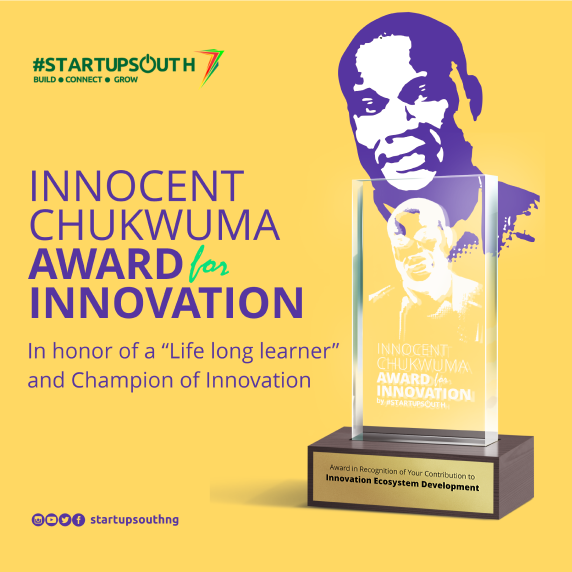 #STARTUPSOUTH 7
BUILD • CONNECT • GROW
INNOCENT
CHUKWUMA
AWARD for
INNOVATION
In honor of a “Life long learner”
and Champion of Innovation
INNOCENT
CHUKWUMA
AWARD for
INNOVATION
by #STARTUPSOUTH
Award in Recognition of Your Contribution to
Innovation Ecosystem Development
startupsouthng